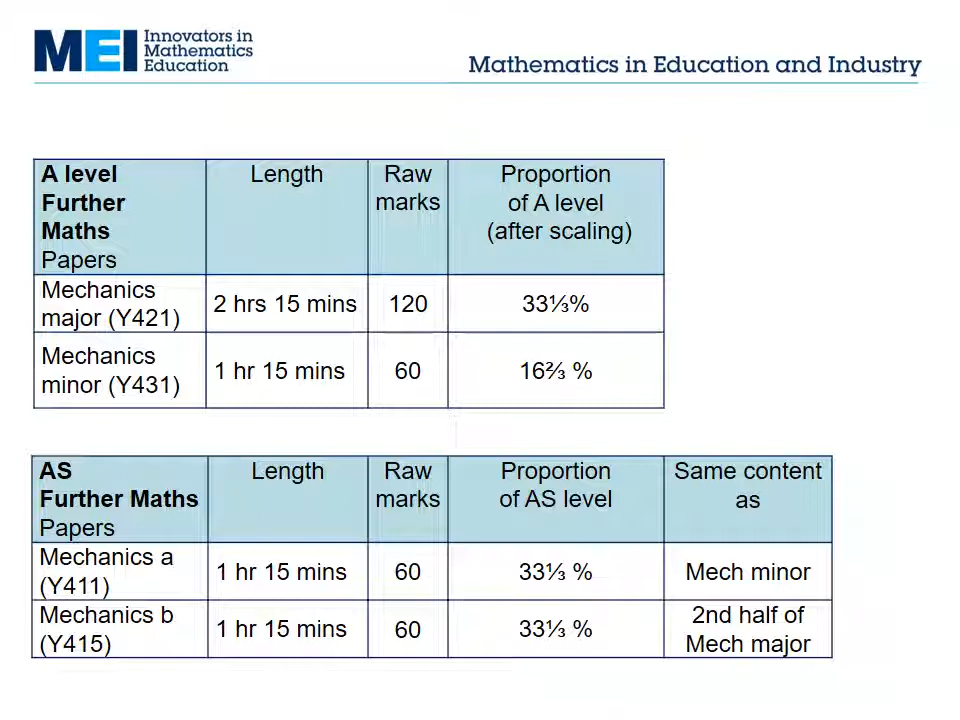 MEI Innovators in
Mathematics
Education
Mathematics in Education and Industry
A level
Further
Maths
Papers
Length
Raw
marks
Proportion
of A level
(after scaling)
Mechanics
major (Y421)
2 hrs 15 mins
120
33⅓%
Mechanics
minor (Y431)
1 hr 15 mins
60
16⅔ %
AS
Further Maths
Papers
Length
Raw
marks
Proportion
of AS level
Same content
as
Mechanics a
(Y411)
1 hr 15 mins
60
33⅓ %
Mech minor
Mechanics b
(Y415)
1 hr 15 mins
60
33⅓ %
2nd half of
Mech major